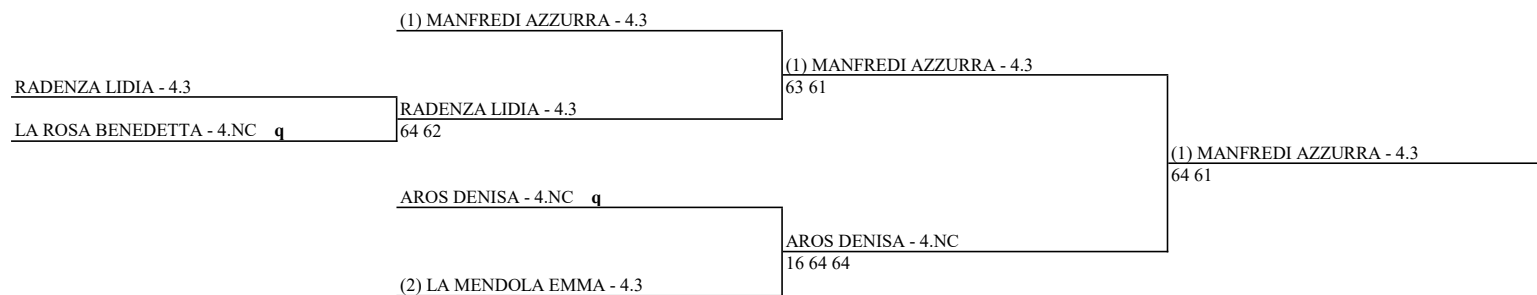 (1) MANFREDI AZZURRA - 4.3
(1) MANFREDI AZZURRA - 4.3
RADENZA LIDIA - 4.3
63 61
RADENZA LIDIA - 4.3
LA ROSA BENEDETTA - 4.NC q
64 62
(1) MANFREDI AZZURRA - 4.3
64 61
AROS DENISA - 4.NC q
AROS DENISA - 4.NC
16 64 64
(2) LA MENDOLA EMMA - 4.3